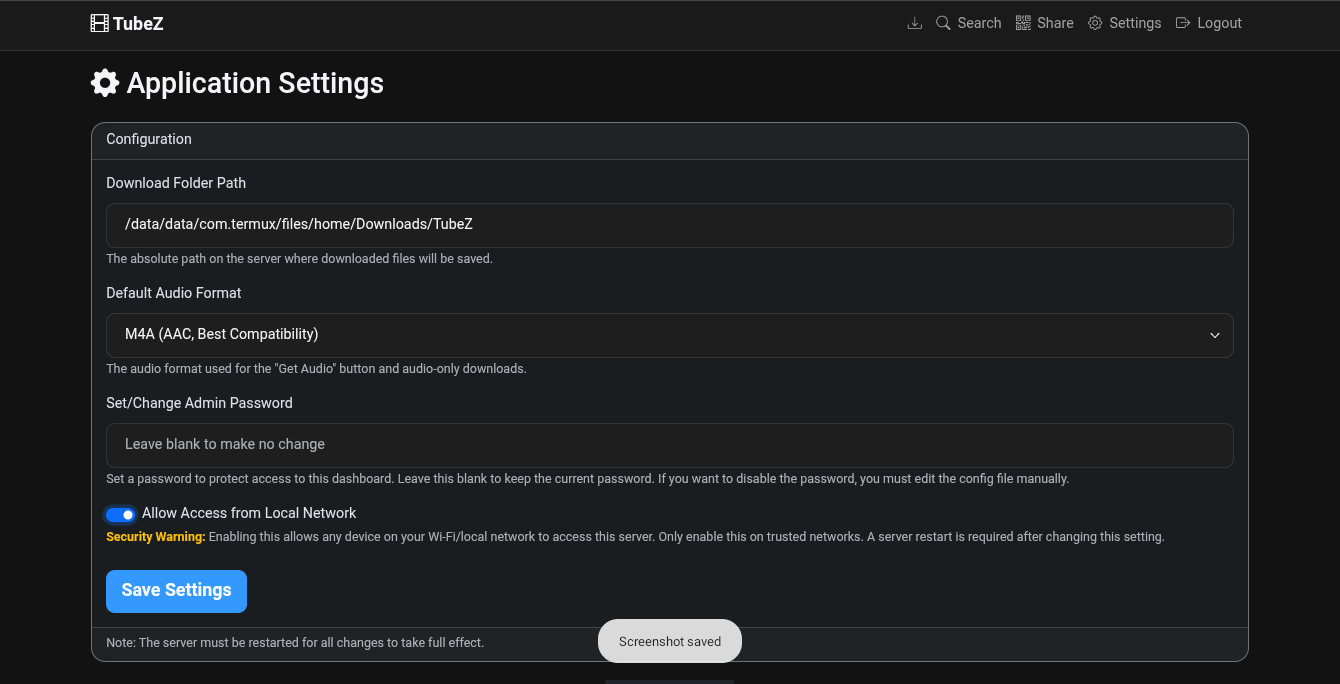 TubeZ
Search
Share
Settings
Logout
Application Settings
Configuration
Download Folder Path
/data/data/com.termux/files/home/Downloads/TubeZ
The absolute path on the server where downloaded files will be saved.
Default Audio Format
M4A (AAC, Best Compatibility)
The audio format used for the "Get Audio" button and audio-only downloads.
Set/Change Admin Password
Leave blank to make no change
Set a password to protect access to this dashboard. Leave this blank to keep the current password. If you want to disable the password, you must edit the config file manually.
Allow Access from Local Network
Security Warning: Enabling this allows any device on your Wi-Fi/local network to access this server. Only enable this on trusted networks. A server restart is required after changing this setting.
Save Settings
Note: The server must be restarted for all changes to take full effect.
Screenshot saved